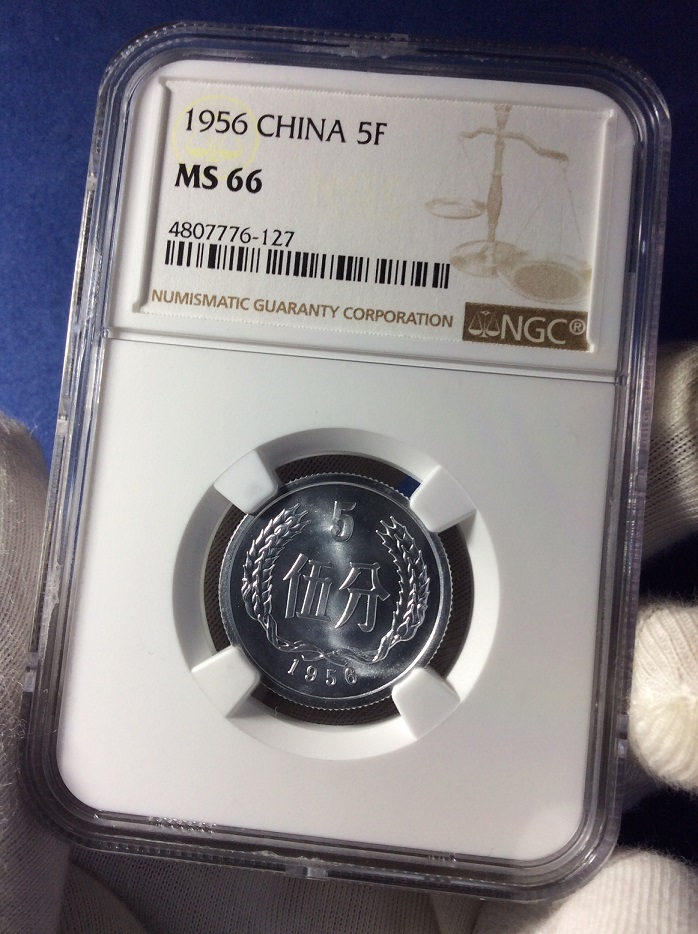 1956 CHINA 5F
MS 66
4807776-127
NUMISMATIC GUARANTY CORPORATION
NGC®
5
伍分
1956